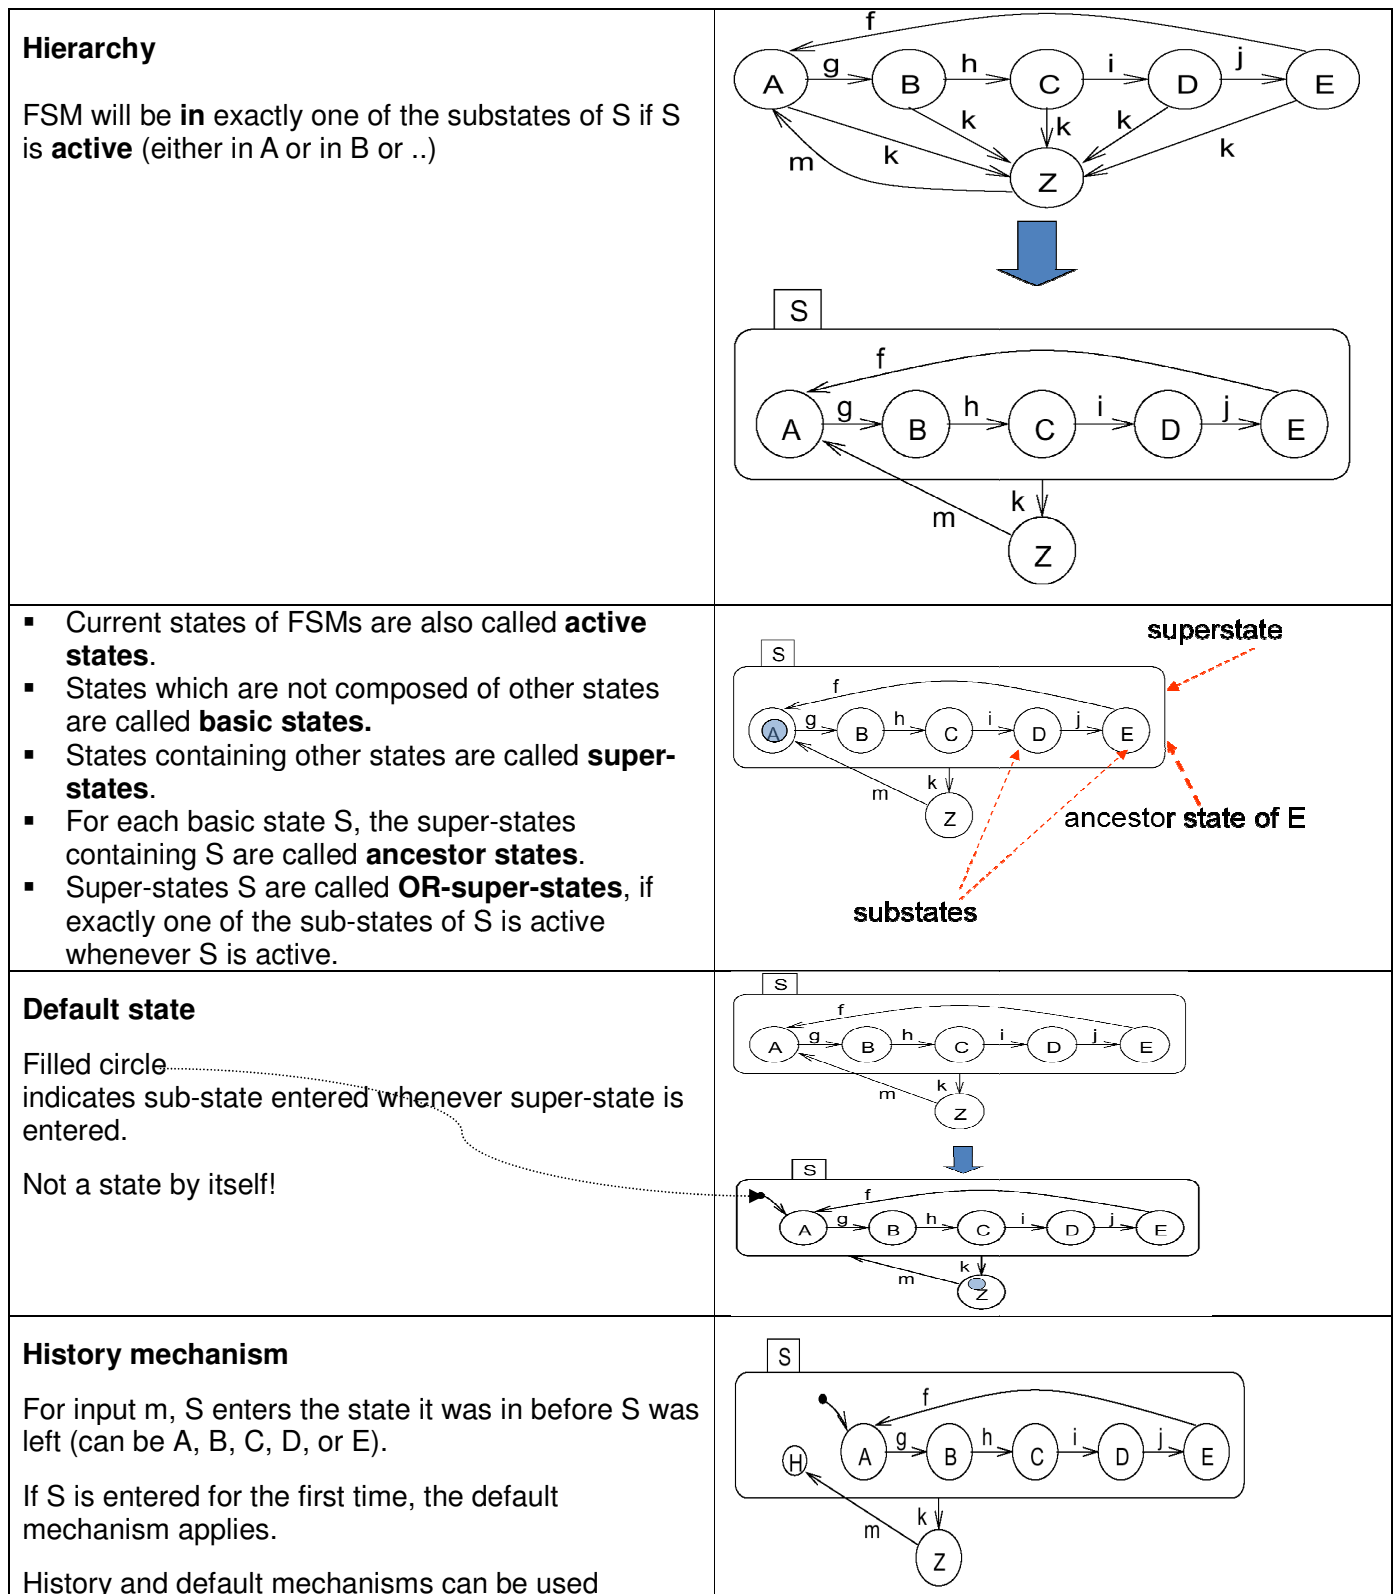 Hierarchy
FSM will be in exactly one of the substates of S if S
is active (either in A or in B or ..)
f
A g B h C i D j E
k k k k k
m
Z
S
f
A g B h C i D j E
k
m
Z
▪ Current states of FSMs are also called active
states.
▪ States which are not composed of other states
are called basic states.
▪ States containing other states are called super-
states.
▪ For each basic state S, the super-states
containing S are called ancestor states.
▪ Super-states S are called OR-super-states, if
exactly one of the sub-states of S is active
whenever S is active.
superstate
S
f
A g B h C i D j E
k
m
Z
ancestor state of E
substates
Default state
Filled circle
indicates sub-state entered whenever super-state is
entered.
Not a state by itself!
S
f
A g B h C i D j E
k
m
Z
S
f
A g B h C i D j E
k
m
Z
History mechanism
For input m, S enters the state it was in before S was
left (can be A, B, C, D, or E).
If S is entered for the first time, the default
mechanism applies.
History and default mechanisms can be used
S
f
A g B h C i D j E
H
k
m
Z